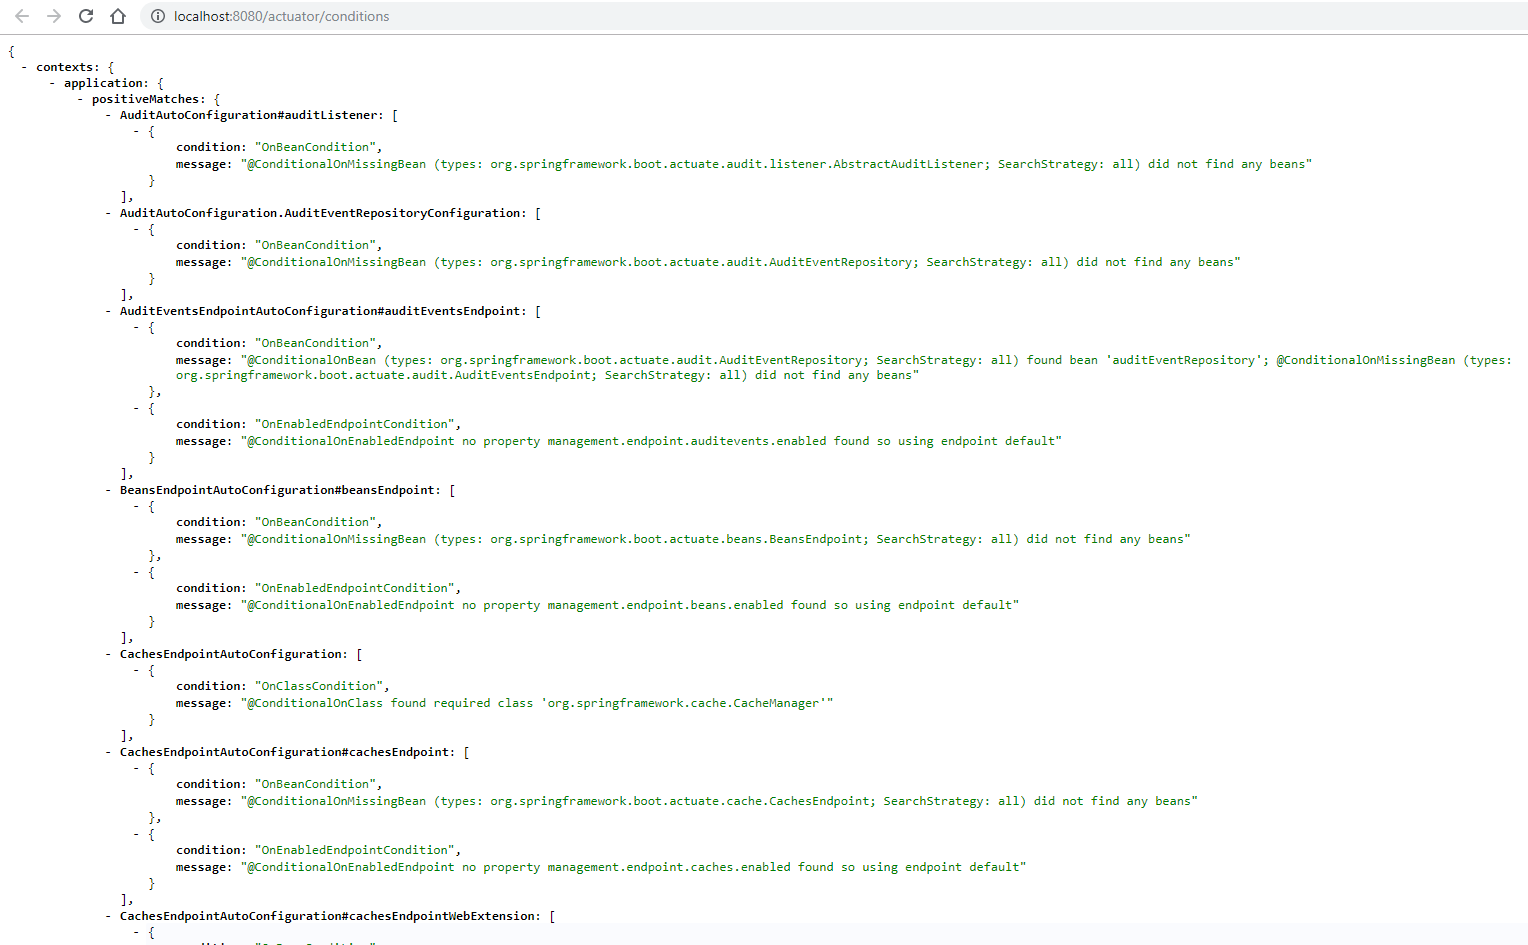 localhost:8080/actuator/conditions
{
- contexts: {
- application: {
- positiveMatches: {
- AuditAutoConfiguration#auditListener: [
- {
condition: "OnBeanCondition",
message: "@ConditionalOnMissingBean (types: org.springframework.boot.actuate.audit.listener.AbstractAuditListener; SearchStrategy: all) did not find any beans"
}
],
- AuditAutoConfiguration.AuditEventRepositoryConfiguration: [
- {
condition: "OnBeanCondition",
message: "@ConditionalOnMissingBean (types: org.springframework.boot.actuate.audit.AuditEventRepository; SearchStrategy: all) did not find any beans"
}
],
- AuditEventsEndpointAutoConfiguration#auditEventsEndpoint: [
- {
condition: "OnBeanCondition",
message: "@ConditionalOnBean (types: org.springframework.boot.actuate.audit.AuditEventRepository; SearchStrategy: all) found bean 'auditEventRepository'; @ConditionalOnMissingBean (types:
org.springframework.boot.actuate.audit.AuditEventsEndpoint; SearchStrategy: all) did not find any beans"
},
- {
condition: "OnEnabledEndpointCondition",
message: "@ConditionalOnEnabledEndpoint no property management.endpoint.auditevents.enabled found so using endpoint default"
}
],
- BeansEndpointAutoConfiguration#beansEndpoint: [
- {
condition: "OnBeanCondition",
message: "@ConditionalOnMissingBean (types: org.springframework.boot.actuate.beans.BeansEndpoint; SearchStrategy: all) did not find any beans"
},
- {
condition: "OnEnabledEndpointCondition",
message: "@ConditionalOnEnabledEndpoint no property management.endpoint.beans.enabled found so using endpoint default"
}
],
- CachesEndpointAutoConfiguration: [
- {
condition: "OnClassCondition",
message: "@ConditionalOnClass found required class 'org.springframework.cache.CacheManager'"
}
],
- CachesEndpointAutoConfiguration#cachesEndpoint: [
- {
condition: "OnBeanCondition",
message: "@ConditionalOnMissingBean (types: org.springframework.boot.actuate.cache.CachesEndpoint; SearchStrategy: all) did not find any beans"
},
- {
condition: "OnEnabledEndpointCondition",
message: "@ConditionalOnEnabledEndpoint no property management.endpoint.caches.enabled found so using endpoint default"
}
],
- CachesEndpointAutoConfiguration#cachesEndpointWebExtension: [
- {